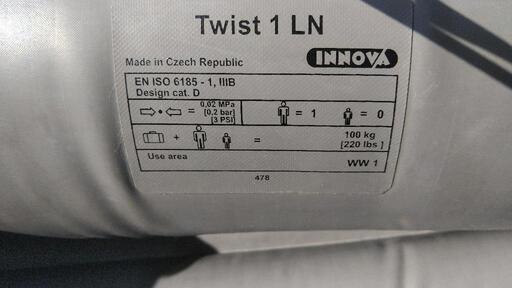 Twist 1 LN
Made in Czech Republic INNOVA
EN ISO 6185 - 1, IIIB
Design cat. D
= 0,02 MPa [0,2 bar] [3 PSI] = 1 = 0
+ = 100 kg [220 lbs]
Use area WW 1
478